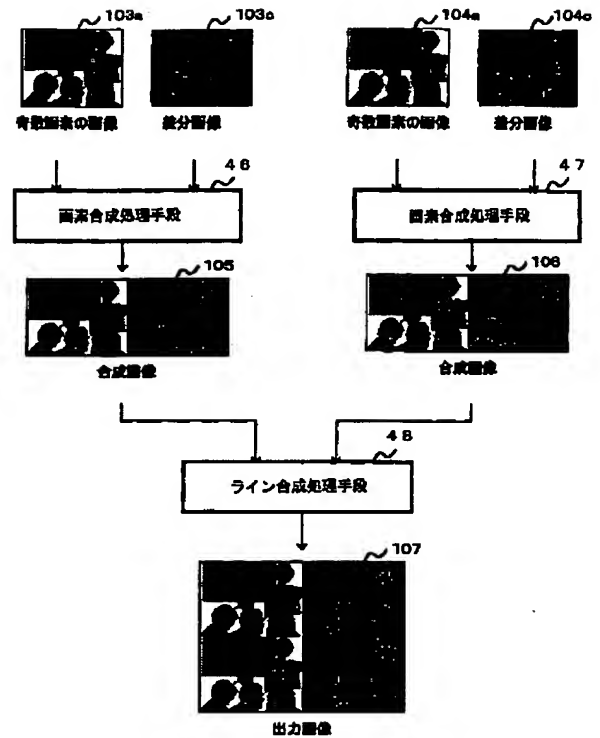 103a
103c
104a
104c
奇数画素の画像
差分画像
奇数画素の画像
差分画像
46
47
画素合成処理手段
画素合成処理手段
105
106
合成画像
合成画像
48
ライン合成処理手段
107
出力画像